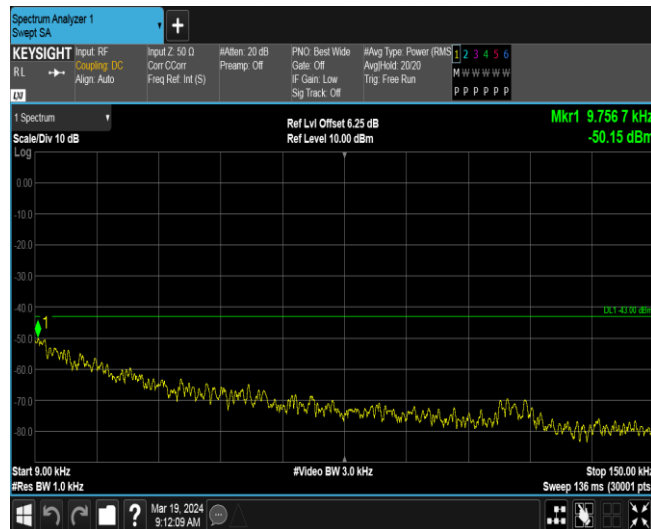 Spectrum Analyzer 1
Swept SA
+
KEYSIGHT Input: RF Input Z: 50 Ω #Atten: 20 dB PNO: Best Wide #Avg Type: Power (RMS 1 2 3 4 5 6
RL Coupling: DC Corr CCorr Preamp: Off Gate: Off Avg|Hold: 20/20 M W W W W W
Align: Auto Freq Ref: Int (S) IF Gain: Low Trig: Free Run
LXI Sig Track: Off P P P P P P
1 Spectrum Ref Lvl Offset 6.25 dB Mkr1 9.756 7 kHz
Scale/Div 10 dB Ref Level 10.00 dBm -50.15 dBm
Log
0.00
-10.0
-20.0
-30.0
-40.0
DL1 -43.00 dBm
1
-50.0
-60.0
-70.0
-80.0
Start 9.00 kHz #Video BW 3.0 kHz Stop 150.00 kHz
#Res BW 1.0 kHz Sweep 136 ms (30001 pts
? Mar 19, 2024
9:12:09 AM